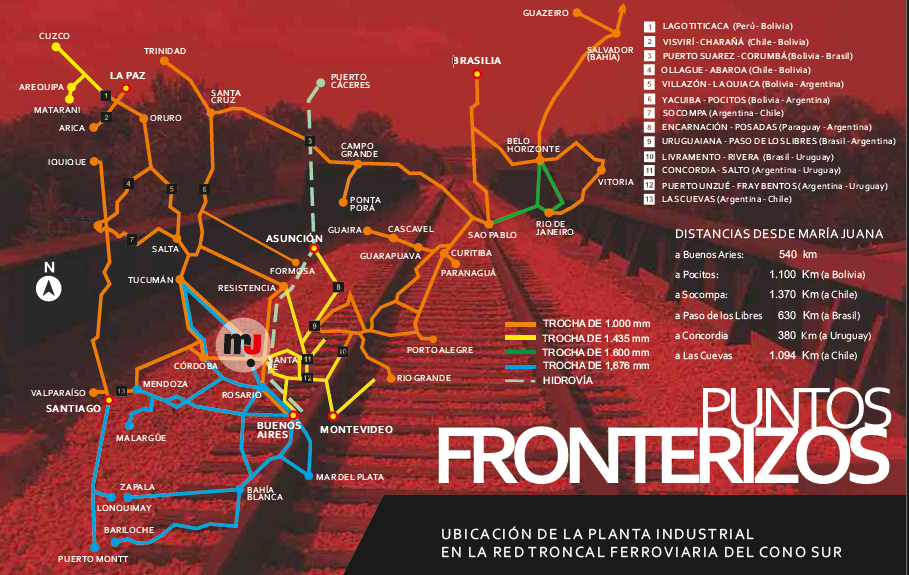 GUAZEIRO
SALVADOR
(BAHÍA)
CUZCO
TRINIDAD
BRASILIA
LA PAZ
PUERTO
CÁCERES
AREQUIPA
MATARANI
SANTA
CRUZ
ARICA
ORURO
IQUIQUE
CAMPO
GRANDE
BELO
HORIZONTE
VITORIA
PONTA
PORÁ
GUAIRA
CASCAVEL
SAO PABLO
RIO DE
JANEIRO
ASUNCIÓN
GUARAPUAVA
CURITIBA
PARANAGUÁ
SALTA
FORMOSA
TUCUMÁN
RESISTENCIA
N
mJ
PORTO ALEGRE
CÓRDOBA
SANTA
FE
RIO GRANDE
MENDOZA
ROSARIO
VALPARAÍSO
SANTIAGO
BUENOS
AIRES
MONTEVIDEO
MALARGÜE
MAR DEL PLATA
ZAPALA
LONQUIMAY
BAHÍA
BLANCA
BARILOCHE
PUERTO MONTT
1
2
3
4
5
6
7
8
9
10
11
12
13
1 LAGO TITICACA (Perú - Bolivia)
2 VISVIRÍ - CHARAÑÁ (Chile - Bolivia)
3 PUERTO SUAREZ - CORUMBÁ (Bolivia - Brasil)
4 OLLAGUE - ABAROA (Chile - Bolivia)
5 VILLAZÓN - LA QUIACA (Bolivia - Argentina)
6 YACUIBA - POCITOS (Bolivia - Argentina)
7 SOCOMPA (Argentina - Chile)
8 ENCARNACIÓN - POSADAS (Paraguay - Argentina)
9 URUGUAIANA - PASO DE LOS LIBRES (Brasil - Argentina)
10 LIVRAMENTO - RIVERA (Brasil - Uruguay)
11 CONCORDIA - SALTO (Argentina - Uruguay)
12 PUERTO UNZUÉ - FRAY BENTOS (Argentina - Uruguay)
13 LAS CUEVAS (Argentina - Chile)
DISTANCIAS DESDE MARÍA JUANA
a Buenos Aries: 540 km
a Pocitos: 1.100 Km (a Bolivia)
a Socompa: 1.370 Km (a Chile)
a Paso de los Libres 630 Km (a Brasil)
a Concordia 380 Km (a Uruguay)
a Las Cuevas 1.094 Km (a Chile)
TROCHA DE 1.000 mm
TROCHA DE 1.435 mm
TROCHA DE 1.600 mm
TROCHA DE 1,676 mm
HIDROVÍA
PUNTOS
FRONTERIZOS
UBICACIÓN DE LA PLANTA INDUSTRIAL
EN LA RED TRONCAL FERROVIARIA DEL CONO SUR